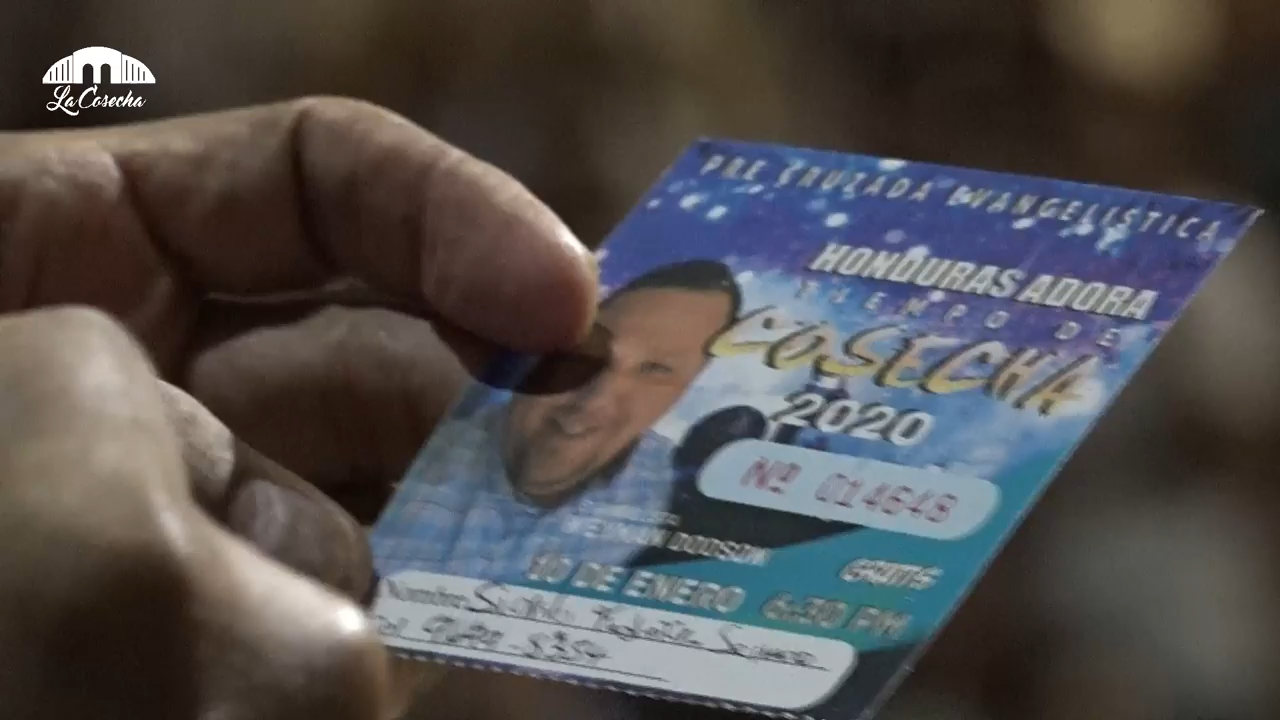 La Cosecha
PRE CRUZADA EVANGELISTICA
HONDURAS ADORA
TIEMPO DE
COSECHA
2020
Nº 014646
DODSON
GRATIS
10 DE ENERO 6:30 PM
Nombre: